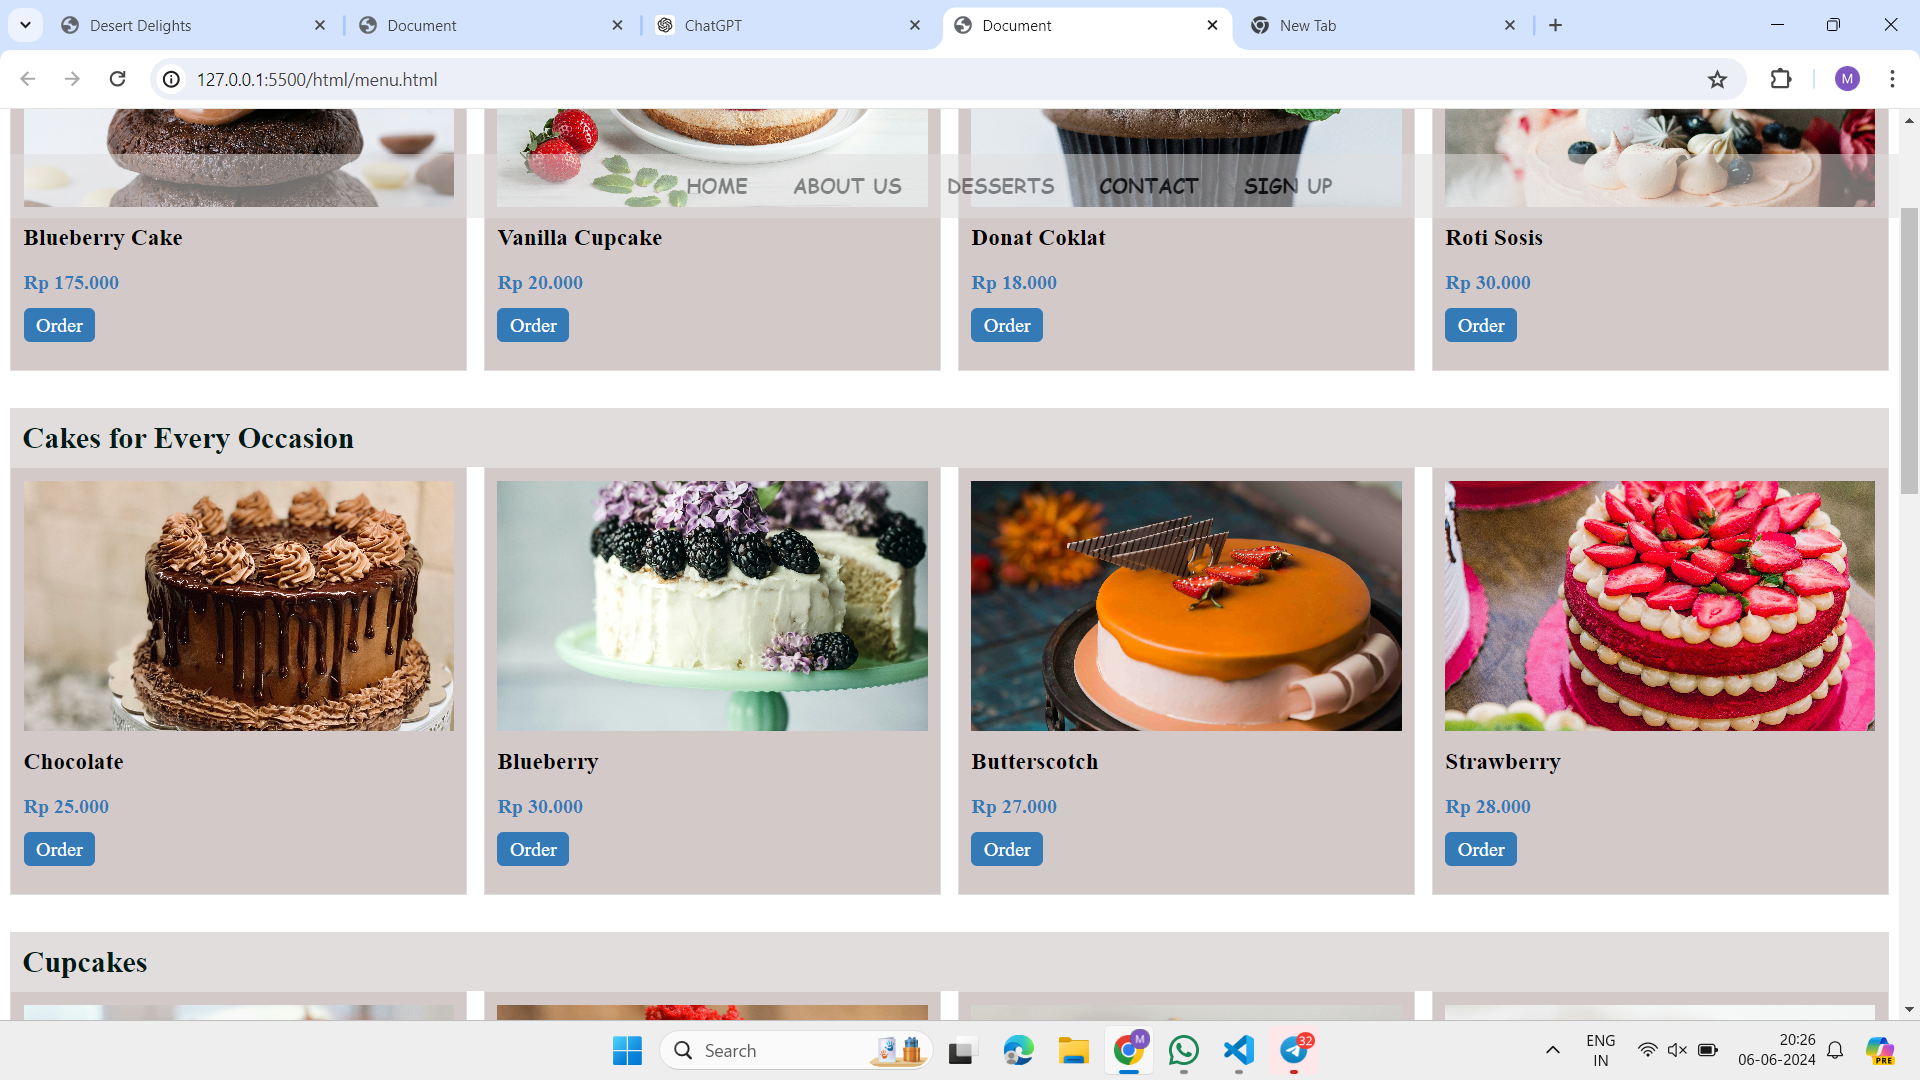 Desert Delights
Document
ChatGPT
Document
New Tab
127.0.0.1:5500/html/menu.html
M
HOME ABOUT US DESSERTS CONTACT SIGN UP
Blueberry Cake
Vanilla Cupcake
Donat Coklat
Roti Sosis
Rp 175.000
Rp 20.000
Rp 18.000
Rp 30.000
Order
Order
Order
Order
Cakes for Every Occasion
Chocolate
Blueberry
Butterscotch
Strawberry
Rp 25.000
Rp 30.000
Rp 27.000
Rp 28.000
Order
Order
Order
Order
Cupcakes
Search
M
32
ENG
IN
20:26
06-06-2024
PRE